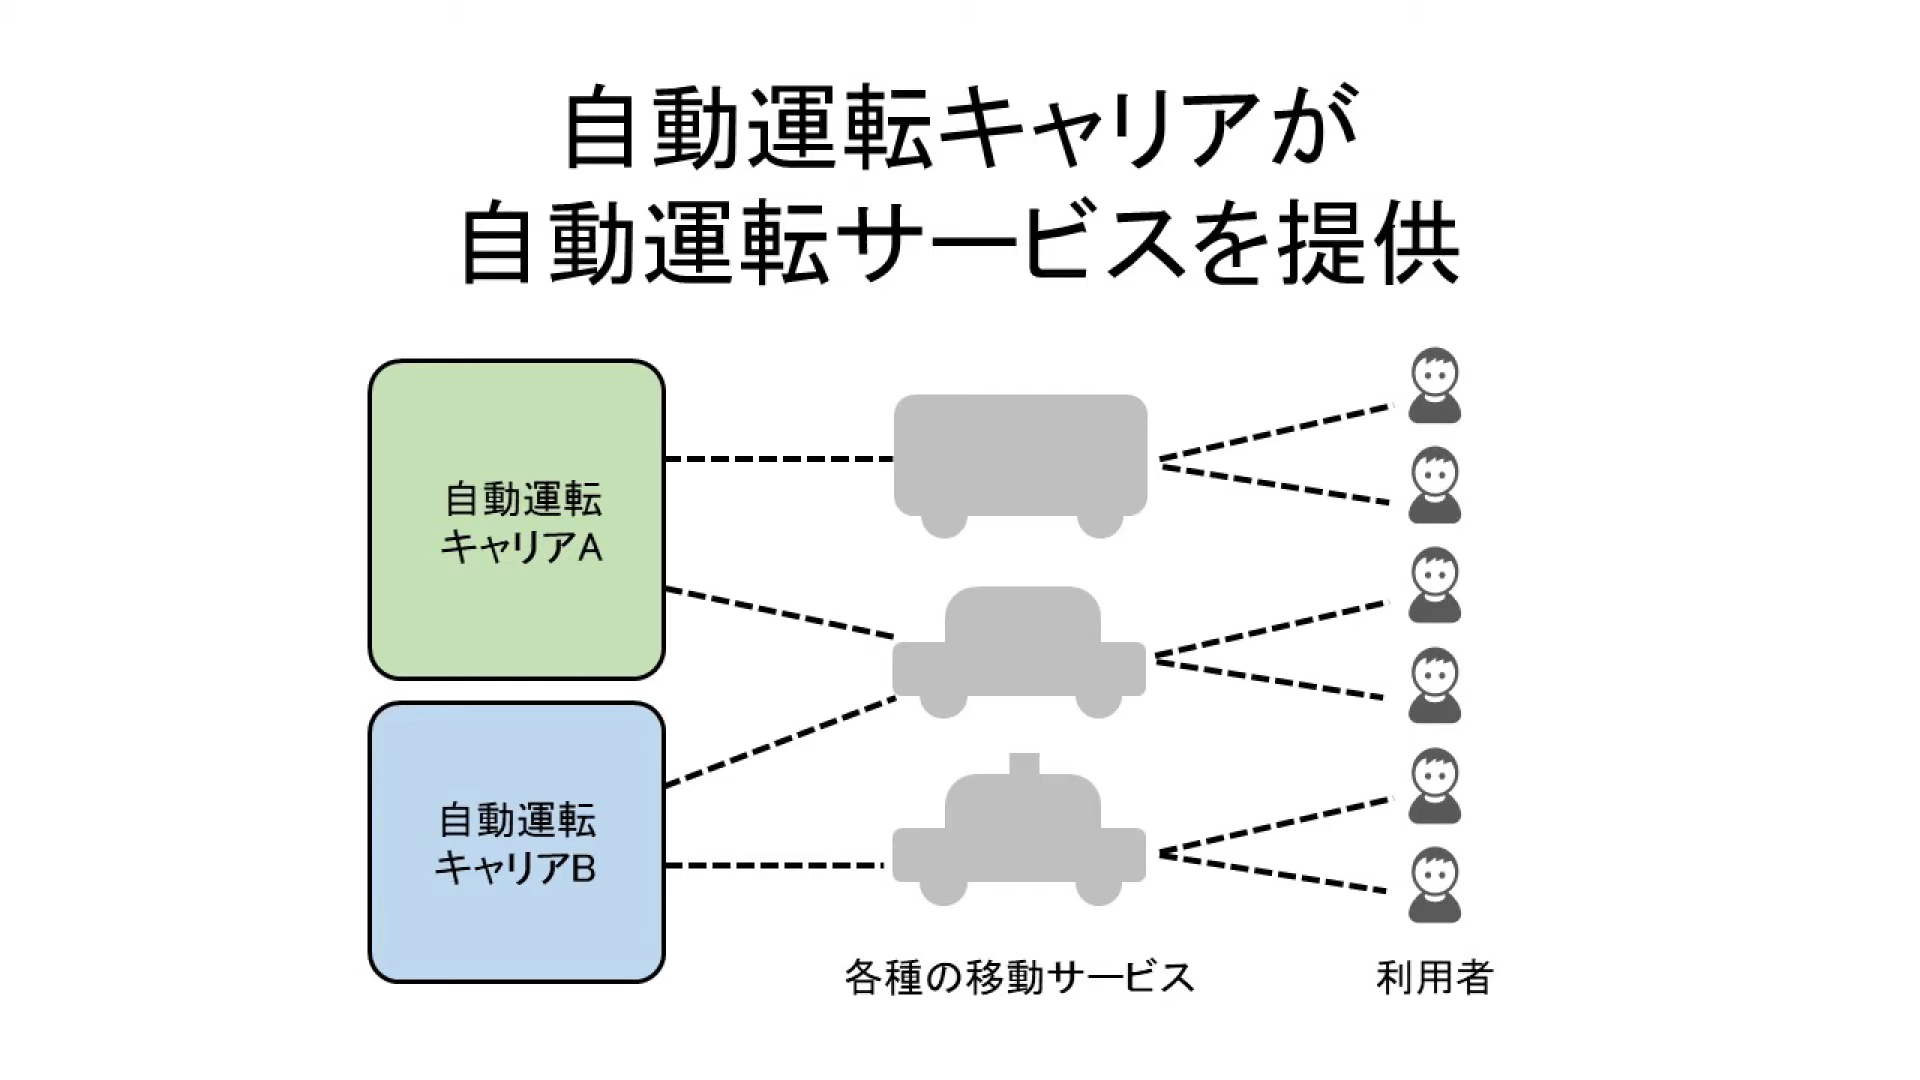 自動運転キャリアが
自動運転サービスを提供
自動運転
キャリアA
自動運転
キャリアB
各種の移動サービス
利用者